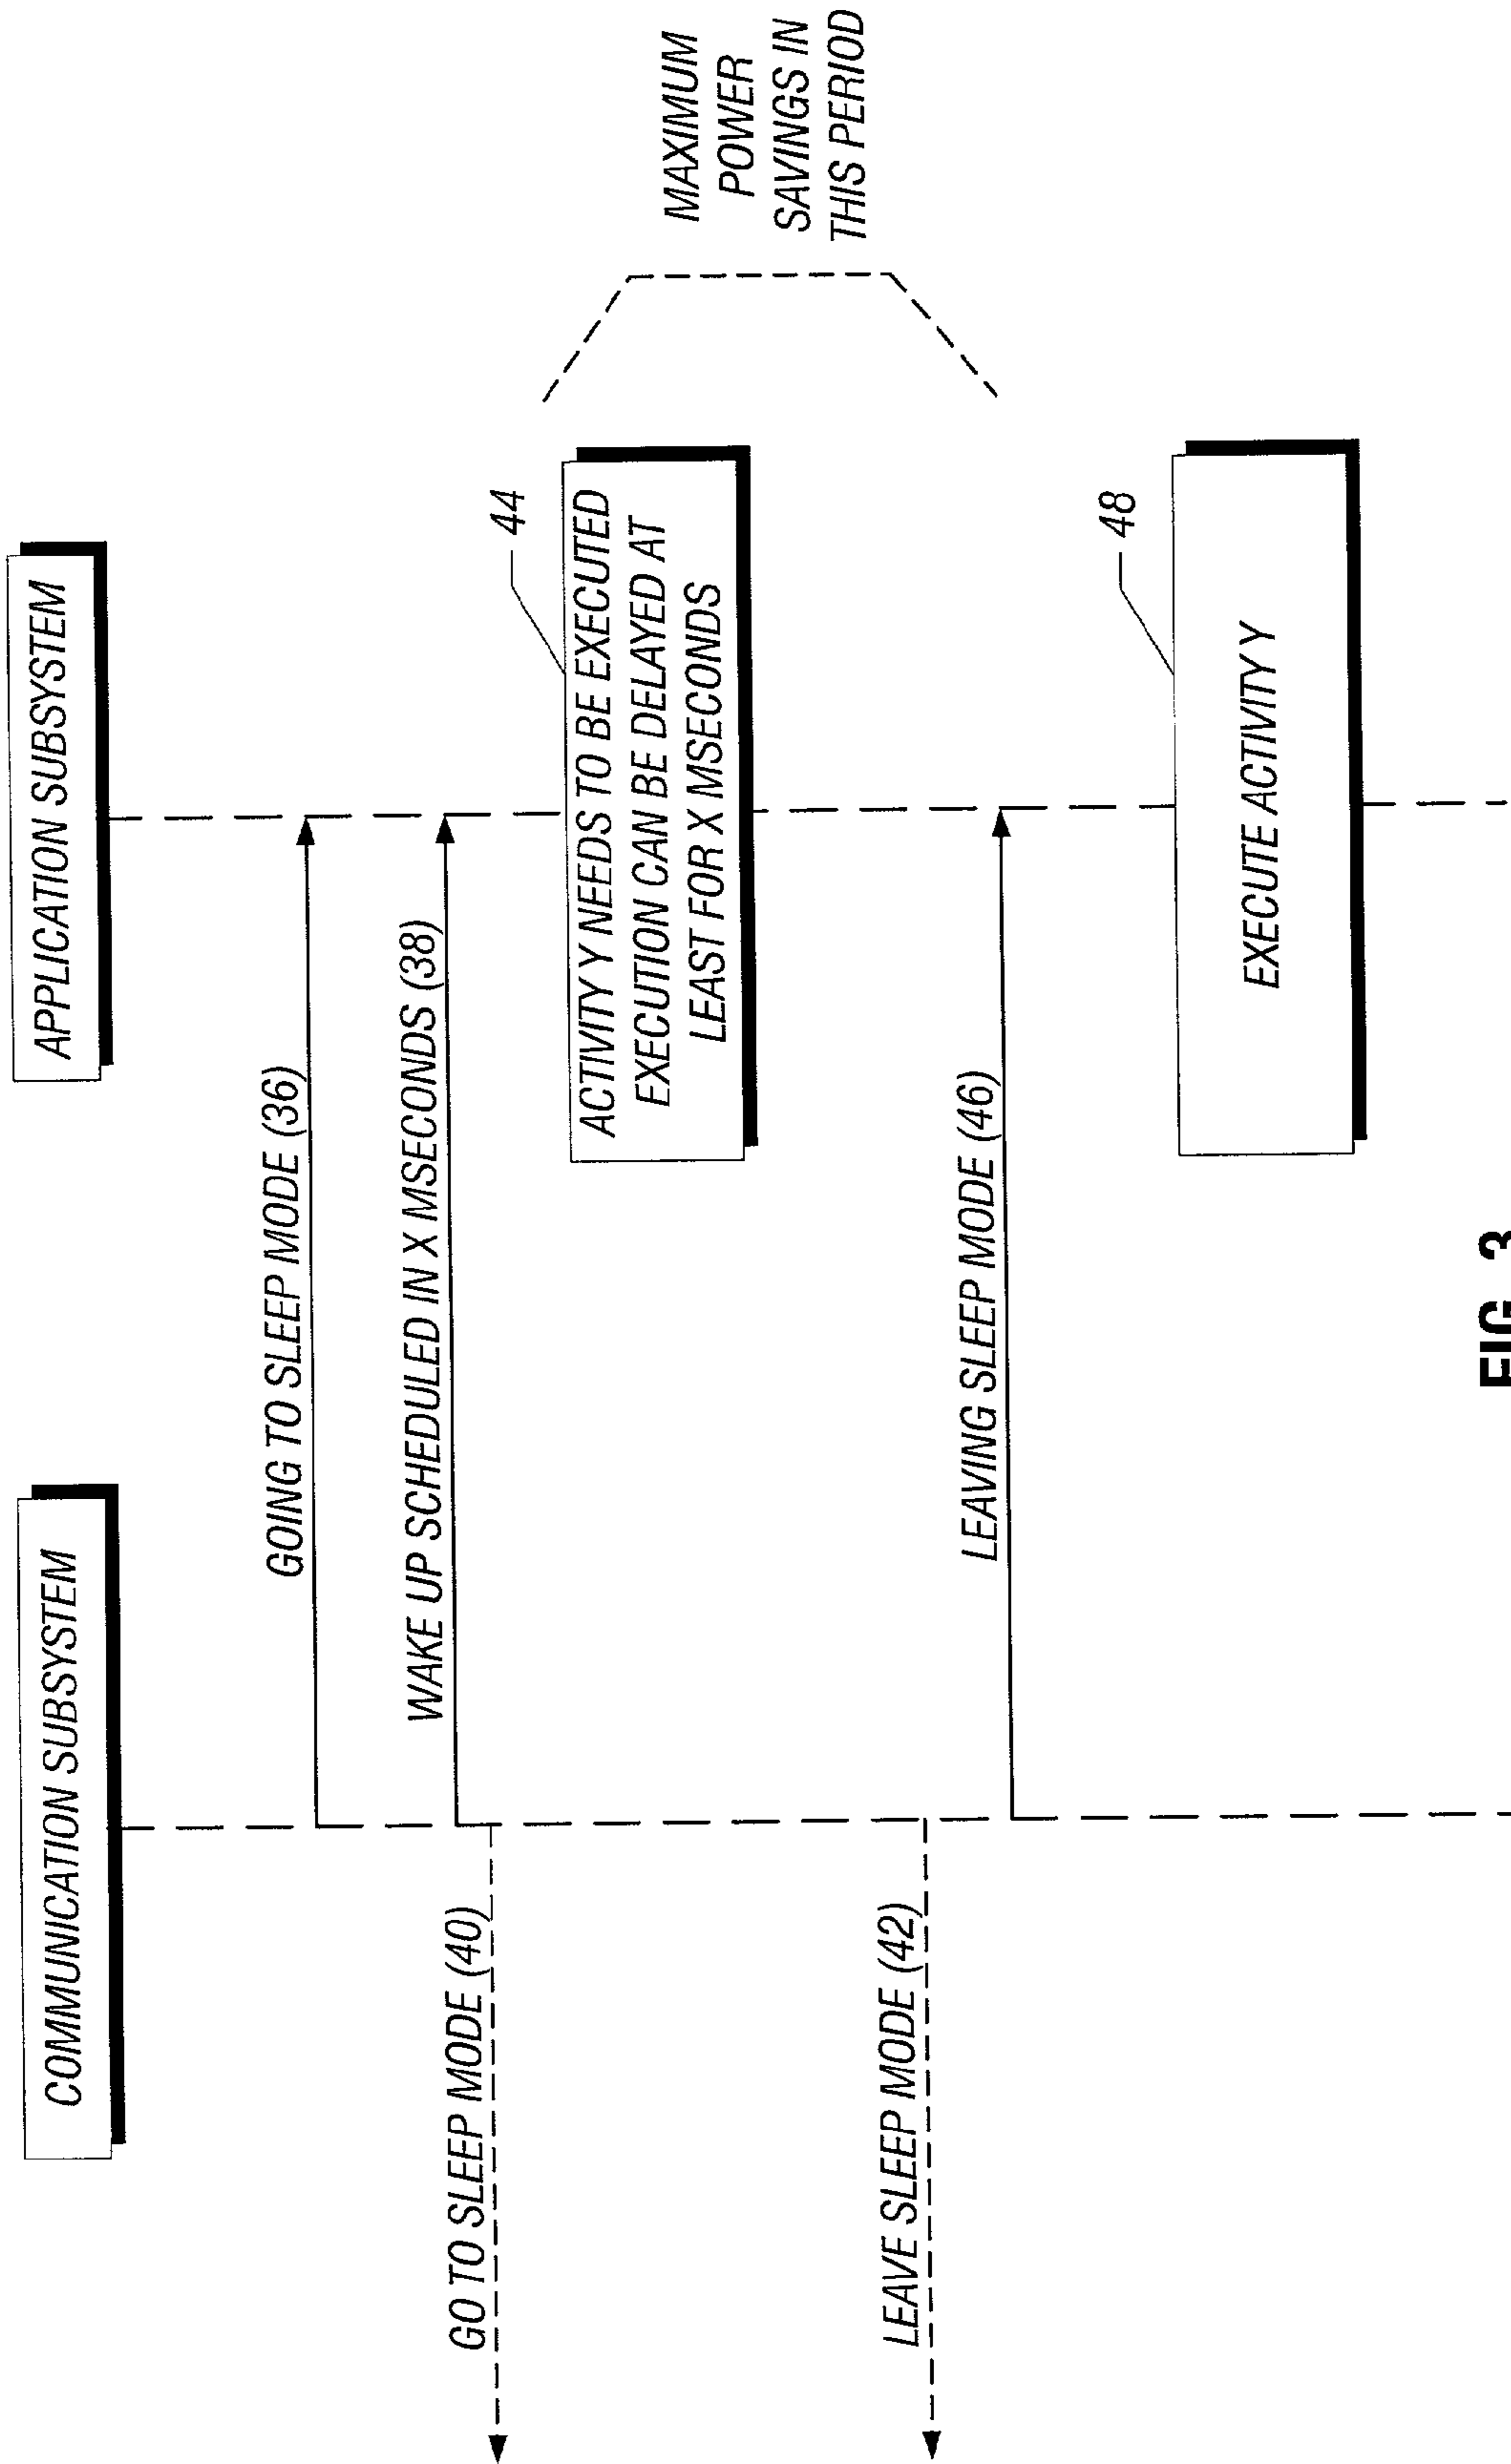 COMMUNICATION SUBSYSTEM
APPLICATION SUBSYSTEM
GOING TO SLEEP MODE (36)
WAKE UP SCHEDULED IN X MSECONDS (38)
GO TO SLEEP MODE (40)
44
ACTIVITY Y NEEDS TO BE EXECUTED
EXECUTION CAN BE DELAYED AT
LEAST FOR X MSECONDS
MAXIMUM
POWER
SAVINGS IN
THIS PERIOD
LEAVE SLEEP MODE (42)
LEAVING SLEEP MODE (46)
48
EXECUTE ACTIVITY Y
FIG. 3